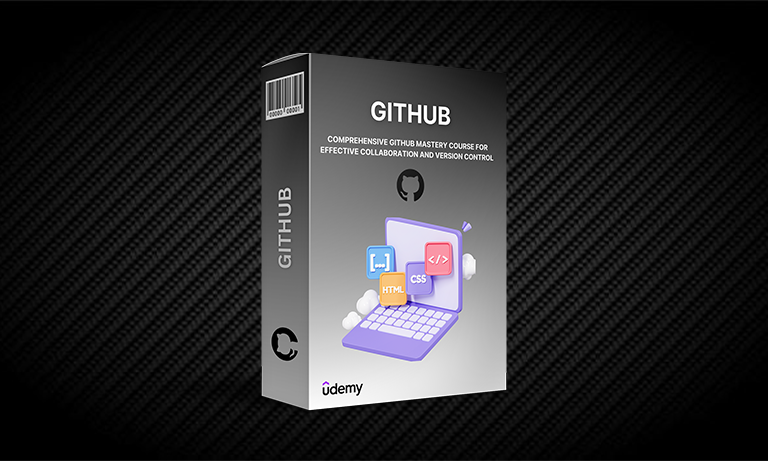 GITHUB
COMPREHENSIVE GITHUB MASTERY COURSE FOR
EFFECTIVE COLLABORATION AND VERSION CONTROL
[...]
</>
CSS
HTML
udemy
GITHUB